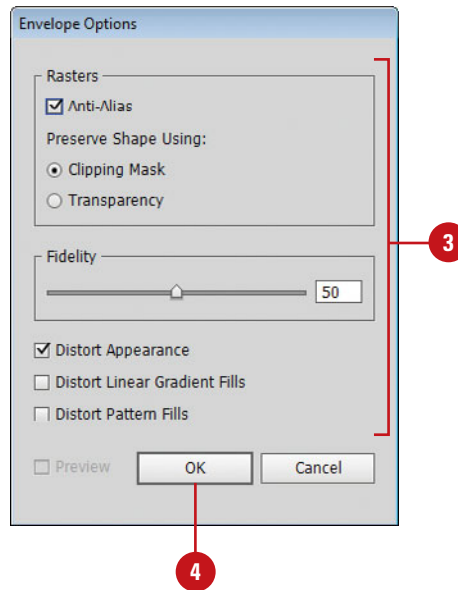 Envelope Options
Rasters
Anti-Alias
Preserve Shape Using:
Clipping Mask
Transparency
3
Fidelity
50
Distort Appearance
Distort Linear Gradient Fills
Distort Pattern Fills
Preview OK Cancel
4